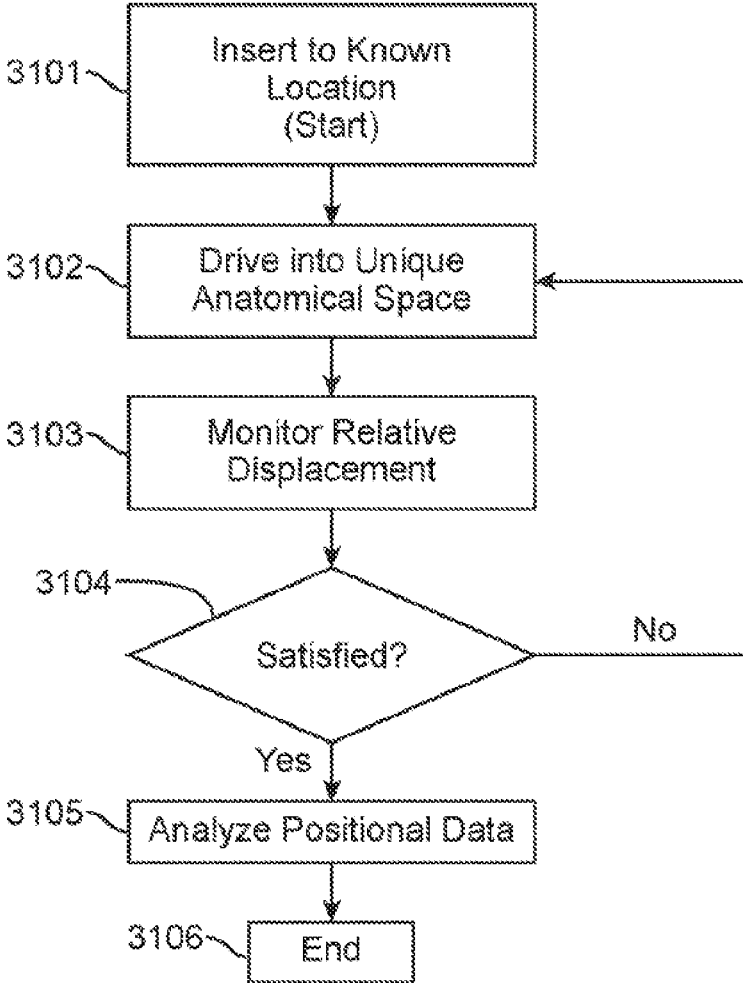 3101
Insert to Known
Location
(Start)
3102
Drive into Unique
Anatomical Space
3103
Monitor Relative
Displacement
3104
Satisfied?
No
Yes
3105
Analyze Positional Data
3106
End